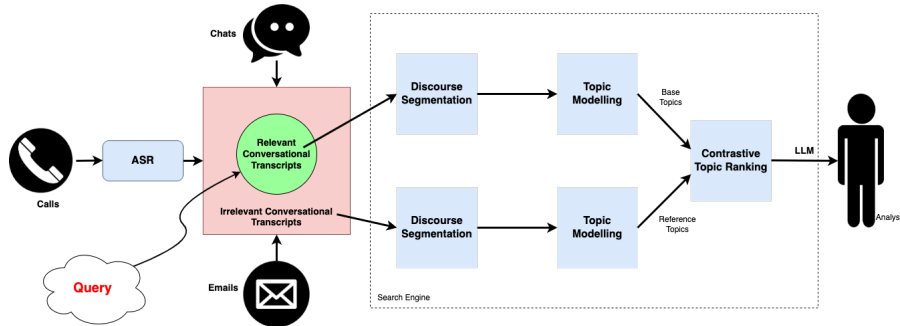 Chats
Discourse
Segmentation
Topic
Modelling
Base
Topics
Relevant
Conversational
Transcripts
ASR
Calls
Contrastive
Topic Ranking
LLM
Irrelevant Conversational
Transcripts
Discourse
Segmentation
Topic
Modelling
Reference
Topics
Analys
Query
Emails
Search Engine